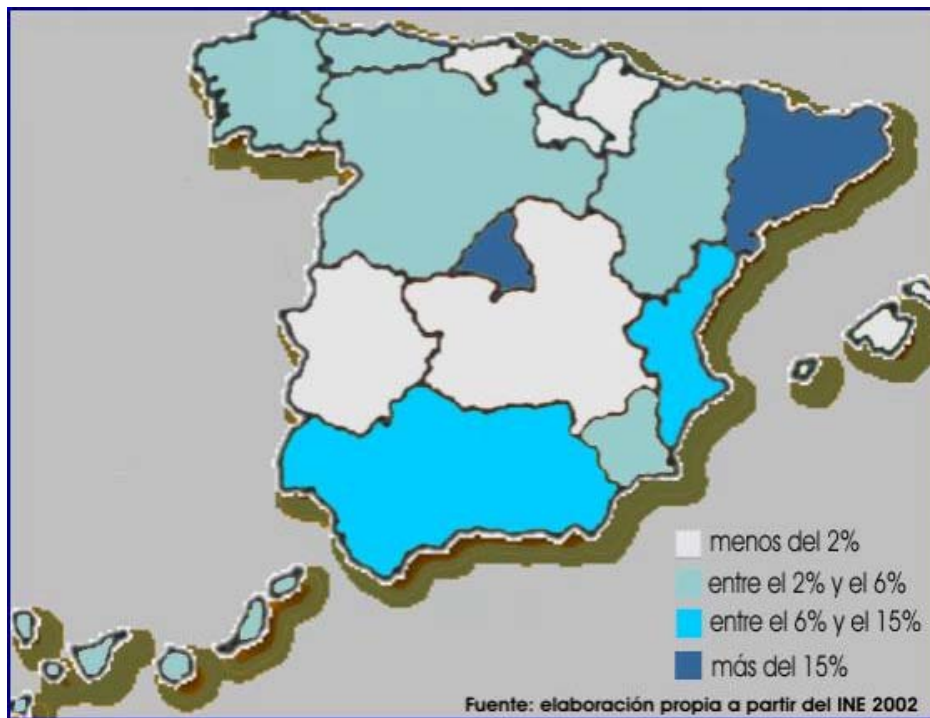 menos del 2%
entre el 2% y el 6%
entre el 6% y el 15%
más del 15%
Fuente: elaboración propia a partir del INE 2002